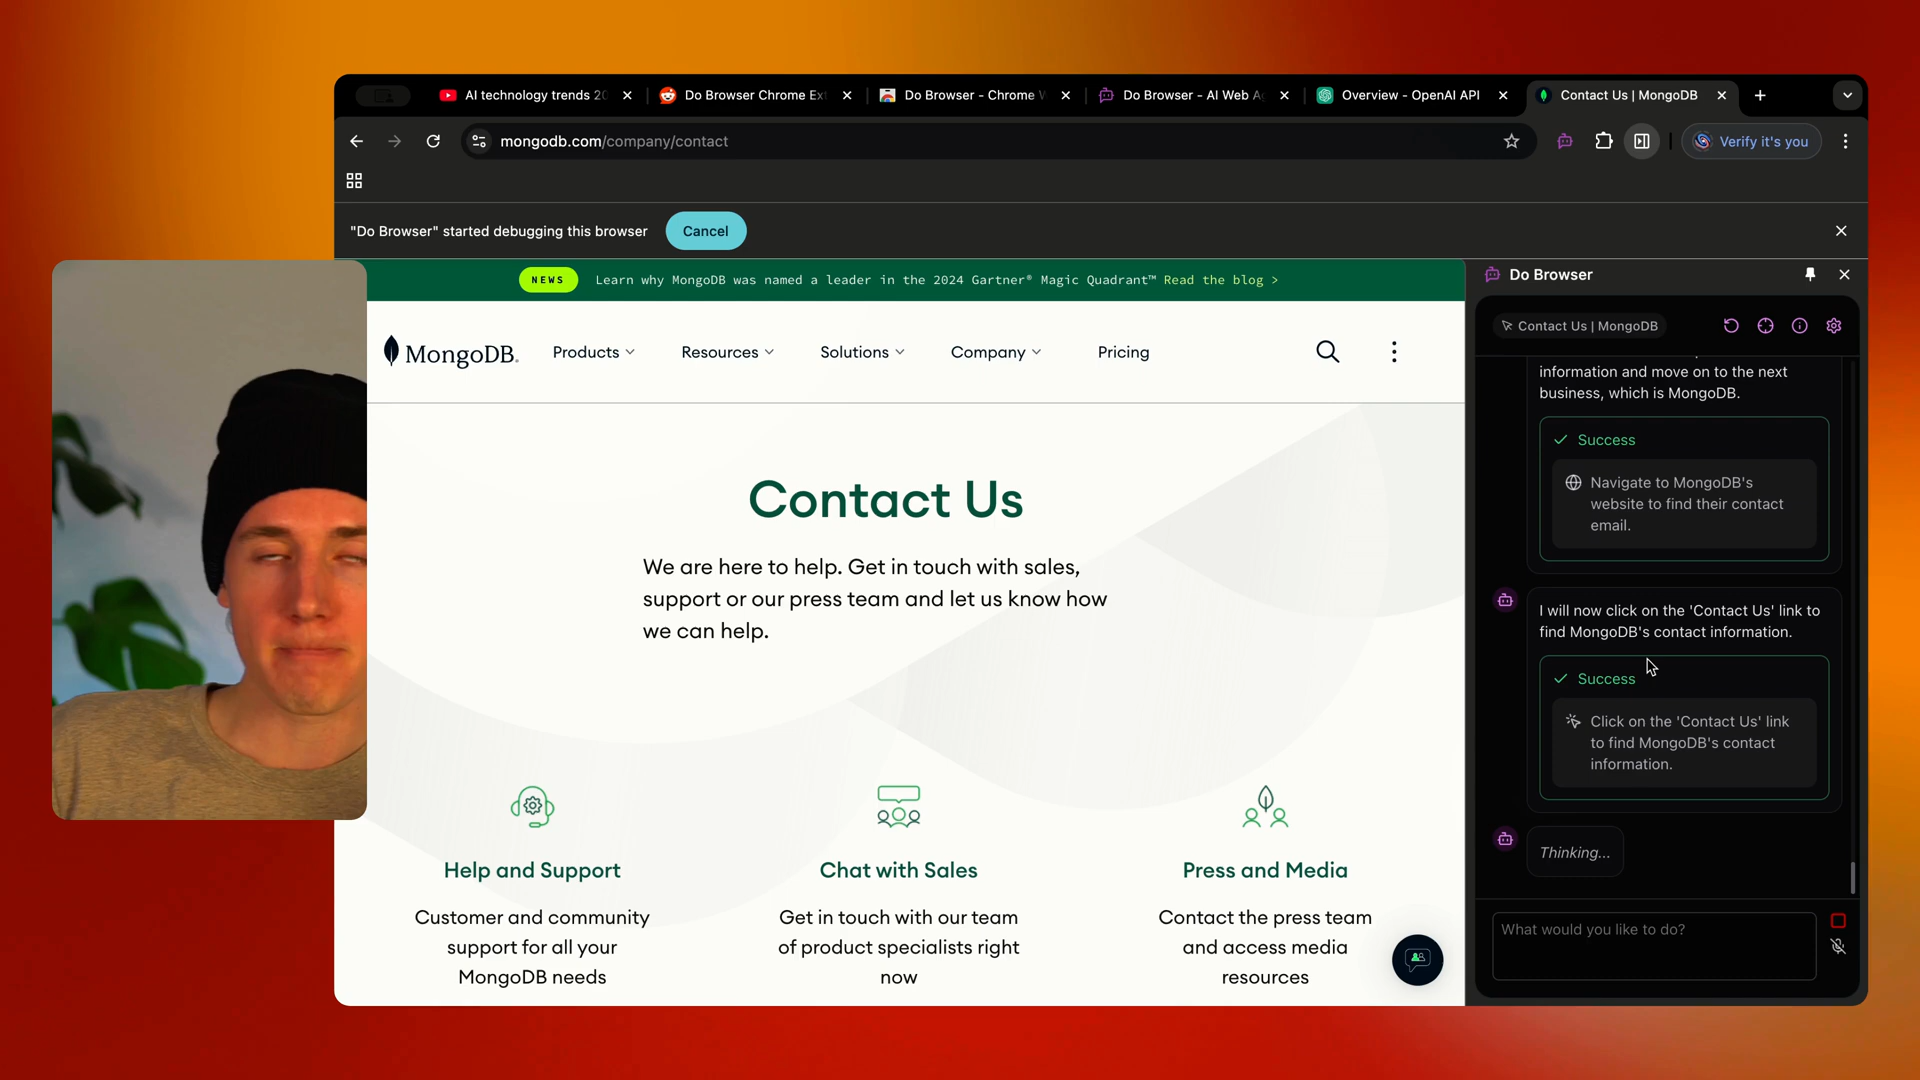 AI technology trends 20
Do Browser Chrome Ex
Do Browser - Chrome W
Do Browser - AI Web A
Overview - OpenAI API
Contact Us | MongoDB
mongodb.com/company/contact
Verify it's you
"Do Browser" started debugging this browser
Cancel
NEWS
Learn why MongoDB was named a leader in the 2024 Gartner® Magic Quadrant™ Read the blog >
MongoDB®
Products
Resources
Solutions
Company
Pricing
Contact Us
We are here to help. Get in touch with sales,
support or our press team and let us know how
we can help.
Help and Support
Customer and community
support for all your
MongoDB needs
Chat with Sales
Get in touch with our team
of product specialists right
now
Press and Media
Contact the press team
and access media
resources
Do Browser
Contact Us | MongoDB
information and move on to the next
business, which is MongoDB.
Success
Navigate to MongoDB's
website to find their contact
email.
I will now click on the 'Contact Us' link to
find MongoDB's contact information.
Success
Click on the 'Contact Us' link
to find MongoDB's contact
information.
Thinking...
What would you like to do?